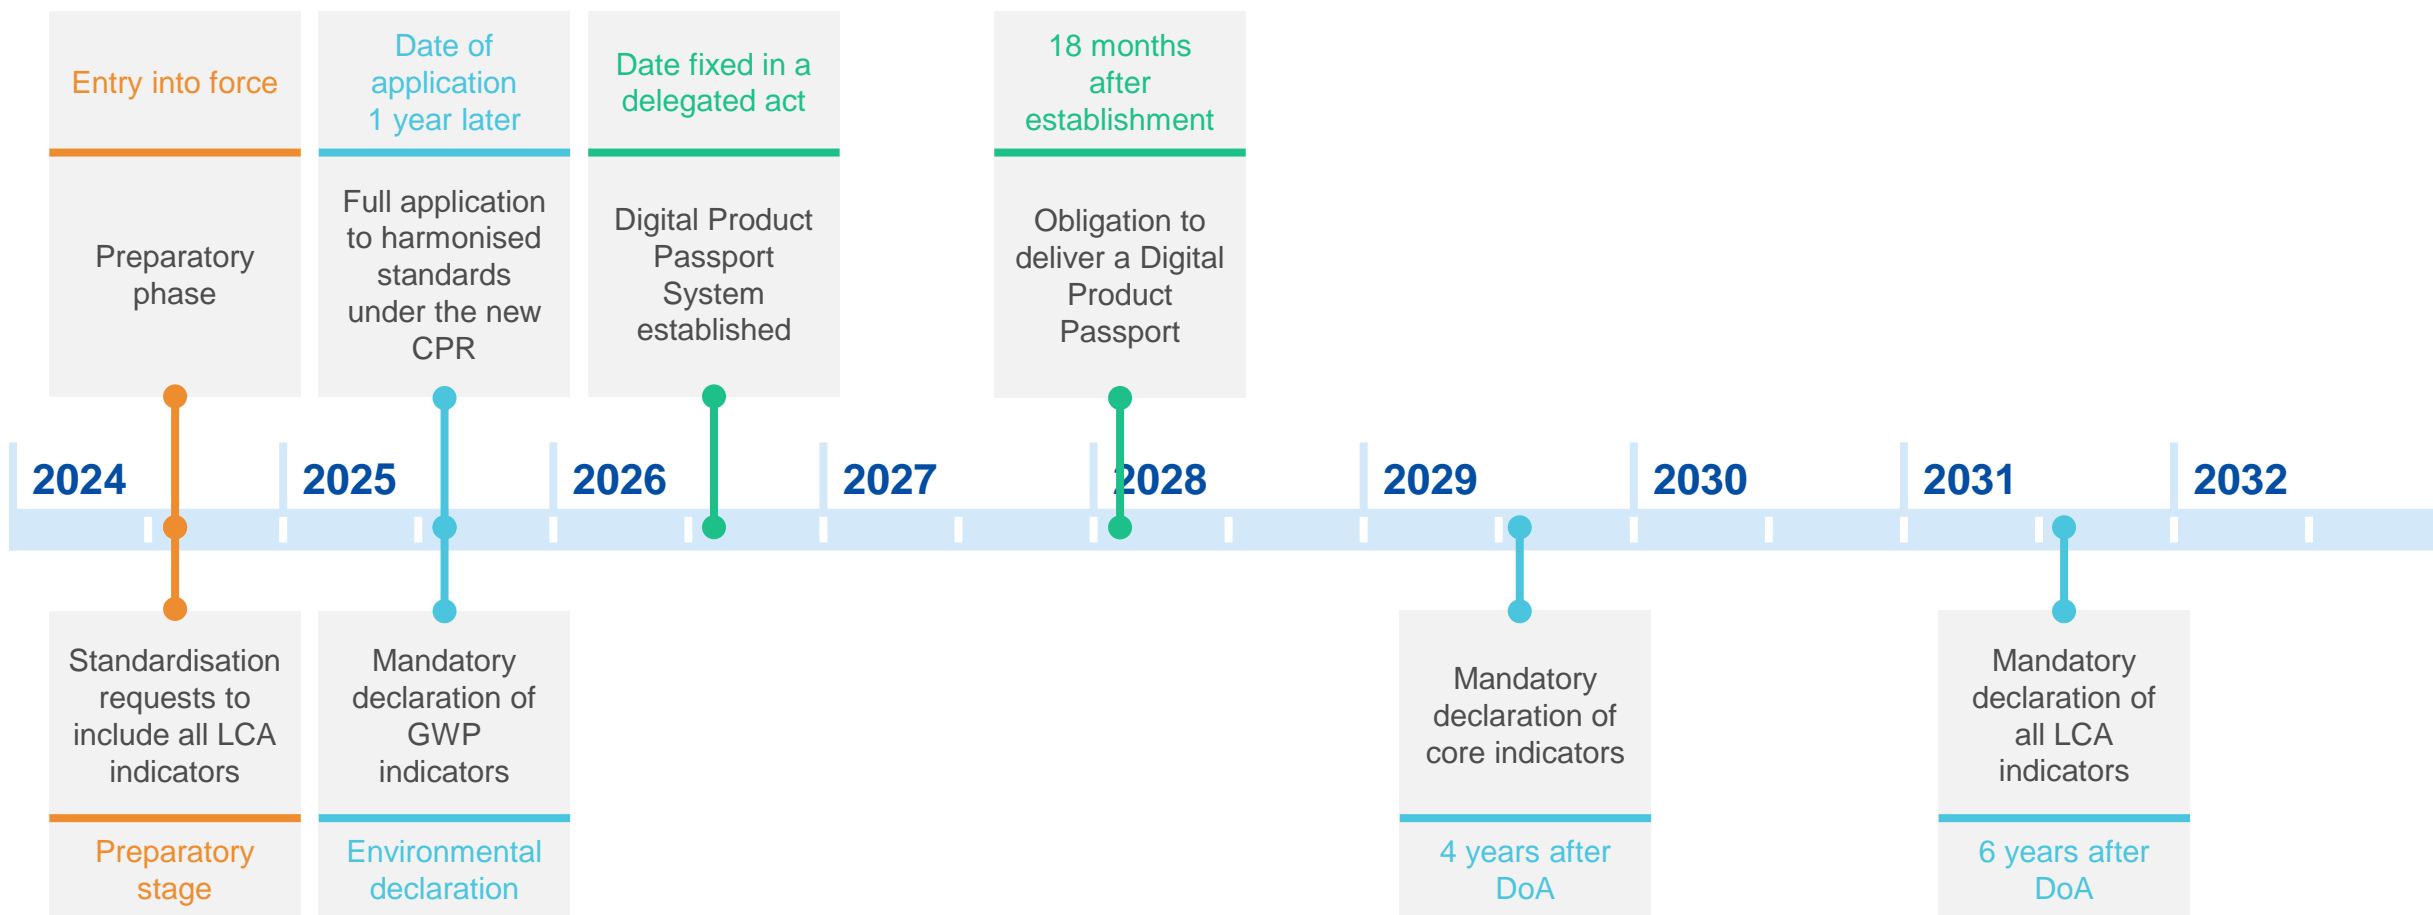 Entry into force
Preparatory
phase
Date of
application
1 year later
Full application
to harmonised
standards
under the new
CPR
Date fixed in a
delegated act
Digital Product
Passport
System
established
18 months
after
establishment
Obligation to
deliver a Digital
Product
Passport
2024
2025
2026
2027
2028
2029
2030
2031
2032
Standardisation
requests to
include all LCA
indicators
Preparatory
stage
Mandatory
declaration of
GWP
indicators
Environmental
declaration
Mandatory
declaration of
core indicators
4 years after
DoA
Mandatory
declaration of
all LCA
indicators
6 years after
DoA